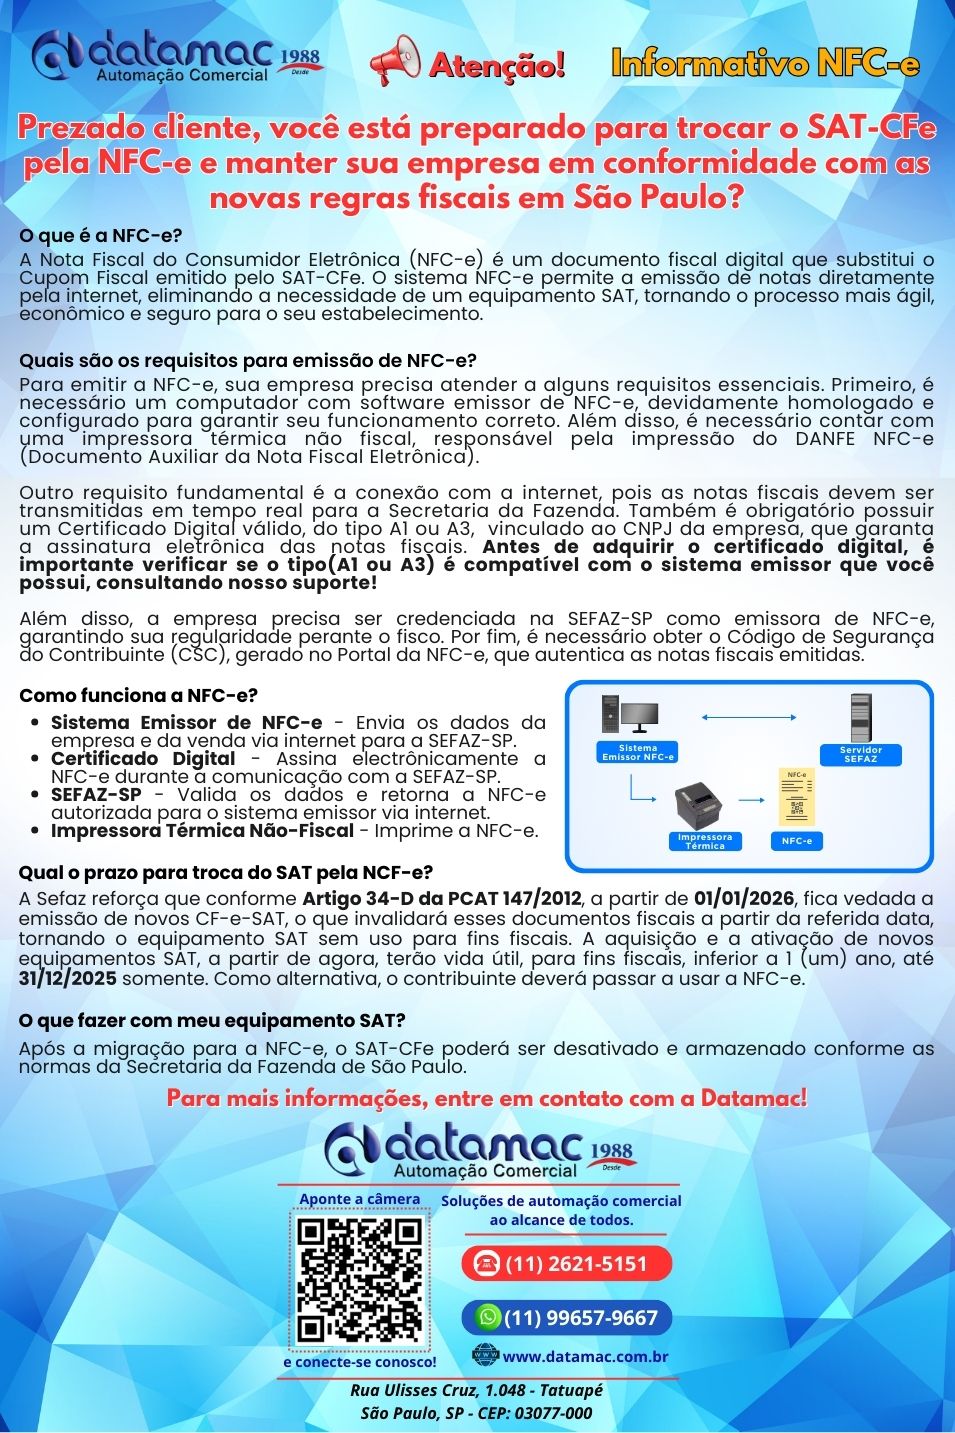 datamac
1988
Desde
Automação Comercial
Atenção!
Informativo NFC-e
Prezado cliente, você está preparado para trocar o SAT-CFe
pela NFC-e e manter sua empresa em conformidade com as
novas regras fiscais em São Paulo?
O que é a NFC-e?
A Nota Fiscal do Consumidor Eletrônica (NFC-e) é um documento fiscal digital que substitui o
Cupom Fiscal emitido pelo SAT-CFe. O sistema NFC-e permite a emissão de notas diretamente
pela internet, eliminando a necessidade de um equipamento SAT, tornando o processo mais ágil,
econômico e seguro para o seu estabelecimento.
Quais são os requisitos para emissão de NFC-e?
Para emitir a NFC-e, sua empresa precisa atender a alguns requisitos essenciais. Primeiro, é
necessário um computador com software emissor de NFC-e, devidamente homologado e
configurado para garantir seu funcionamento correto. Além disso, é necessário contar com
uma impressora térmica não fiscal, responsável pela impressão do DANFE NFC-e
(Documento Auxiliar da Nota Fiscal Eletrônica).
Outro requisito fundamental é a conexão com a internet, pois as notas fiscais devem ser
transmitidas em tempo real para a Secretaria da Fazenda. Também é obrigatório possuir
um Certificado Digital válido, do tipo A1 ou A3, vinculado ao CNPJ da empresa, que garanta
a assinatura eletrônica das notas fiscais. Antes de adquirir o certificado digital, é
importante verificar se o tipo(A1 ou A3) é compatível com o sistema emissor que você
possui, consultando nosso suporte!
Além disso, a empresa precisa ser credenciada na SEFAZ-SP como emissora de NFC-e,
garantindo sua regularidade perante o fisco. Por fim, é necessário obter o Código de Segurança
do Contribuinte (CSC), gerado no Portal da NFC-e, que autentica as notas fiscais emitidas.
Como funciona a NFC-e?
• Sistema Emissor de NFC-e - Envia os dados da
empresa e da venda via internet para a SEFAZ-SP.
• Certificado Digital - Assina electrônicamente a
NFC-e durante a comunicação com a SEFAZ-SP.
• SEFAZ-SP - Valida os dados e retorna a NFC-e
autorizada para o sistema emissor via internet.
• Impressora Térmica Não-Fiscal - Imprime a NFC-e.
Sistema
Emissor NFC-e
Servidor
SEFAZ
NFC-e
Impressora
Térmica
NFC-e
Qual o prazo para troca do SAT pela NCF-e?
A Sefaz reforça que conforme Artigo 34-D da PCAT 147/2012, a partir de 01/01/2026, fica vedada a
emissão de novos CF-e-SAT, o que invalidará esses documentos fiscais a partir da referida data,
tornando o equipamento SAT sem uso para fins fiscais. A aquisição e a ativação de novos
equipamentos SAT, a partir de agora, terão vida útil, para fins fiscais, inferior a 1 (um) ano, até
31/12/2025 somente. Como alternativa, o contribuinte deverá passar a usar a NFC-e.
O que fazer com meu equipamento SAT?
Após a migração para a NFC-e, o SAT-CFe poderá ser desativado e armazenado conforme as
normas da Secretaria da Fazenda de São Paulo.
Para mais informações, entre em contato com a Datamac!
datamac
1988
Desde
Automação Comercial
Aponte a câmera
e conecte-se conosco!
Soluções de automação comercial
ao alcance de todos.
(11) 2621-5151
(11) 99657-9667
www.datamac.com.br
Rua Ulisses Cruz, 1.048 - Tatuapé
São Paulo, SP - CEP: 03077-000